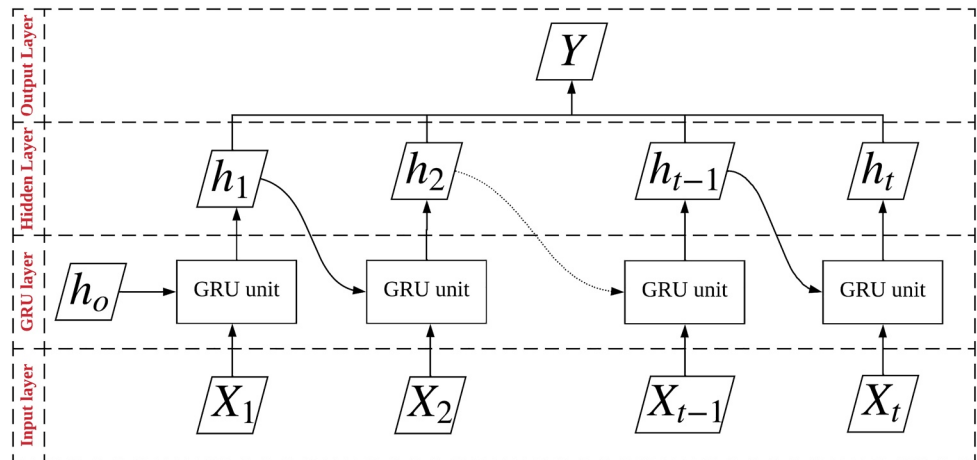 Output Layer
Y
Hidden Layer
h1
h2
ht−1
ht
GRU layer
ho
GRU unit
GRU unit
GRU unit
GRU unit
Input layer
X1
X2
Xt−1
Xt